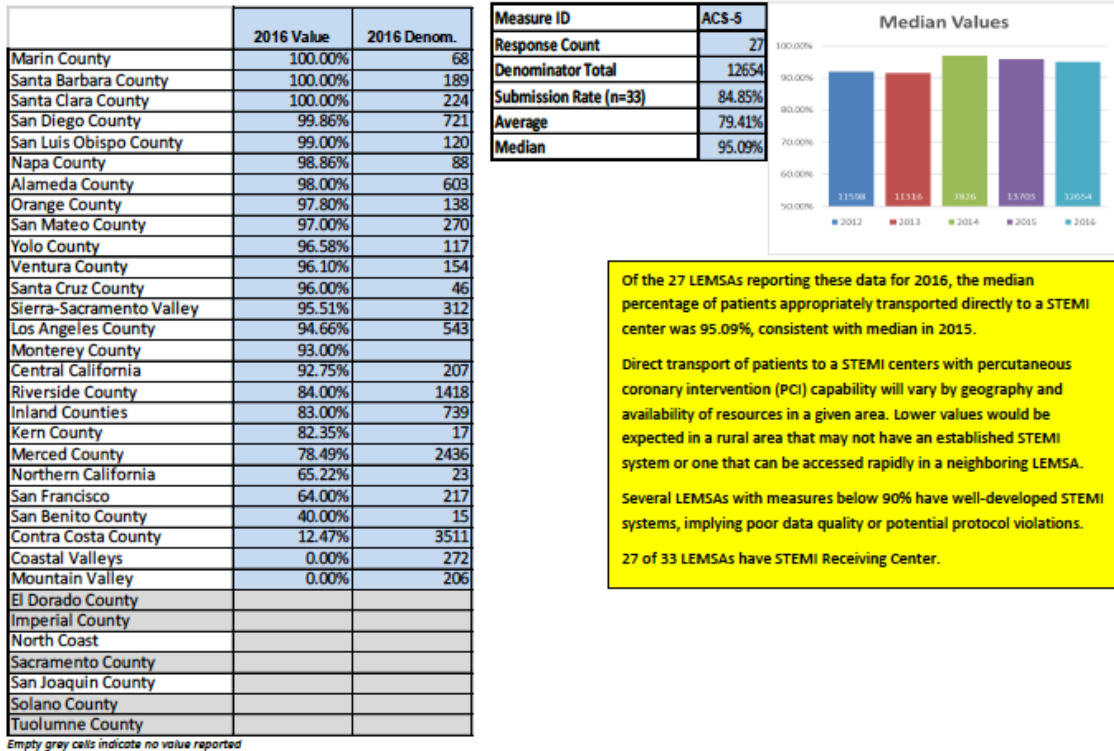 2016 Value 2016 Denom.
Marin County 100.00% 68
Santa Barbara County 100.00% 189
Santa Clara County 100.00% 224
San Diego County 99.86% 721
San Luis Obispo County 99.00% 120
Napa County 98.86% 88
Alameda County 98.00% 603
Orange County 97.80% 138
San Mateo County 97.00% 270
Yolo County 96.58% 117
Ventura County 96.10% 154
Santa Cruz County 96.00% 46
Sierra-Sacramento Valley 95.51% 312
Los Angeles County 94.66% 543
Monterey County 93.00%
Central California 92.75% 207
Riverside County 84.00% 1418
Inland Counties 83.00% 739
Kern County 82.35% 17
Merced County 78.49% 2436
Northern California 65.22% 23
San Francisco 64.00% 217
San Benito County 40.00% 15
Contra Costa County 12.47% 3511
Coastal Valleys 0.00% 272
Mountain Valley 0.00% 206
El Dorado County
Imperial County
North Coast
Sacramento County
San Joaquin County
Solano County
Tuolumne County
Empty grey cells indicate no value reported
Measure ID ACS-5
Response Count 27
Denominator Total 12654
Submission Rate (n=33) 84.85%
Average 79.41%
Median 95.09%
Median Values
100.00%
90.00%
80.00%
70.00%
60.00%
50.00%
11598 11316 7826 13705 12654
2012 2013 2014 2015 2016
Of the 27 LEMSAs reporting these data for 2016, the median
percentage of patients appropriately transported directly to a STEMI
center was 95.09%, consistent with median in 2015.
Direct transport of patients to a STEMI centers with percutaneous
coronary intervention (PCI) capability will vary by geography and
availability of resources in a given area. Lower values would be
expected in a rural area that may not have an established STEMI
system or one that can be accessed rapidly in a neighboring LEMSA.
Several LEMSAs with measures below 90% have well-developed STEMI
systems, implying poor data quality or potential protocol violations.
27 of 33 LEMSAs have STEMI Receiving Center.